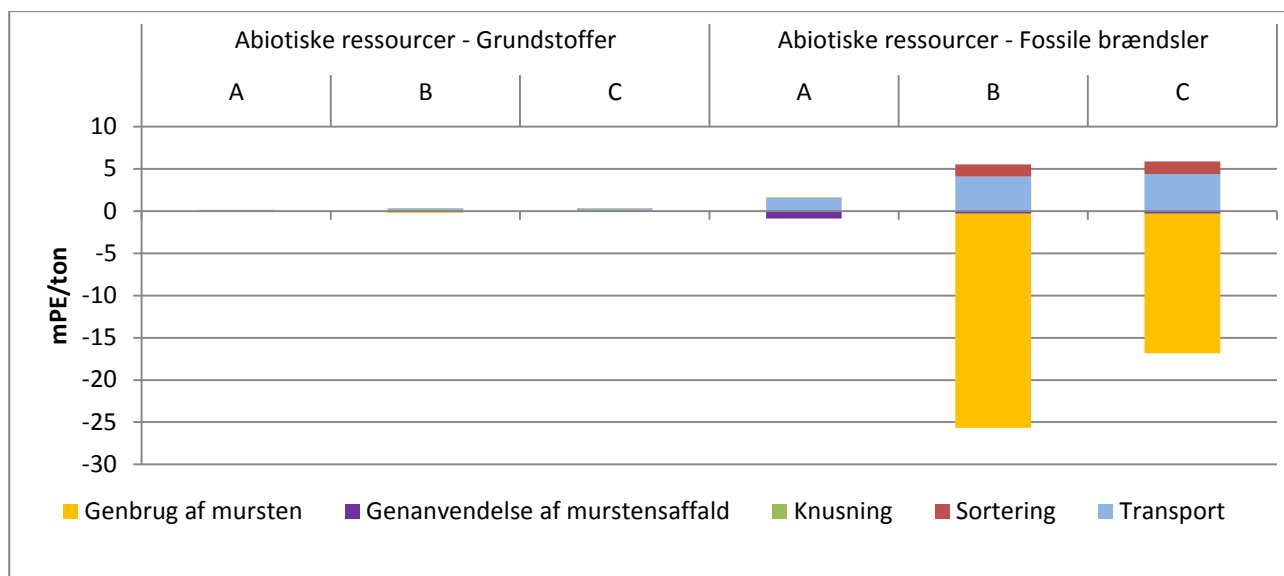 Abiotiske ressourcer - Grundstoffer Abiotiske ressourcer - Fossile brændsler
A B C A B C
10
5
0
-5
-10
-15
-20
-25
-30
mPE/ton
Genbrug af mursten Genanvendelse af murstensaffald Knusning Sortering Transport